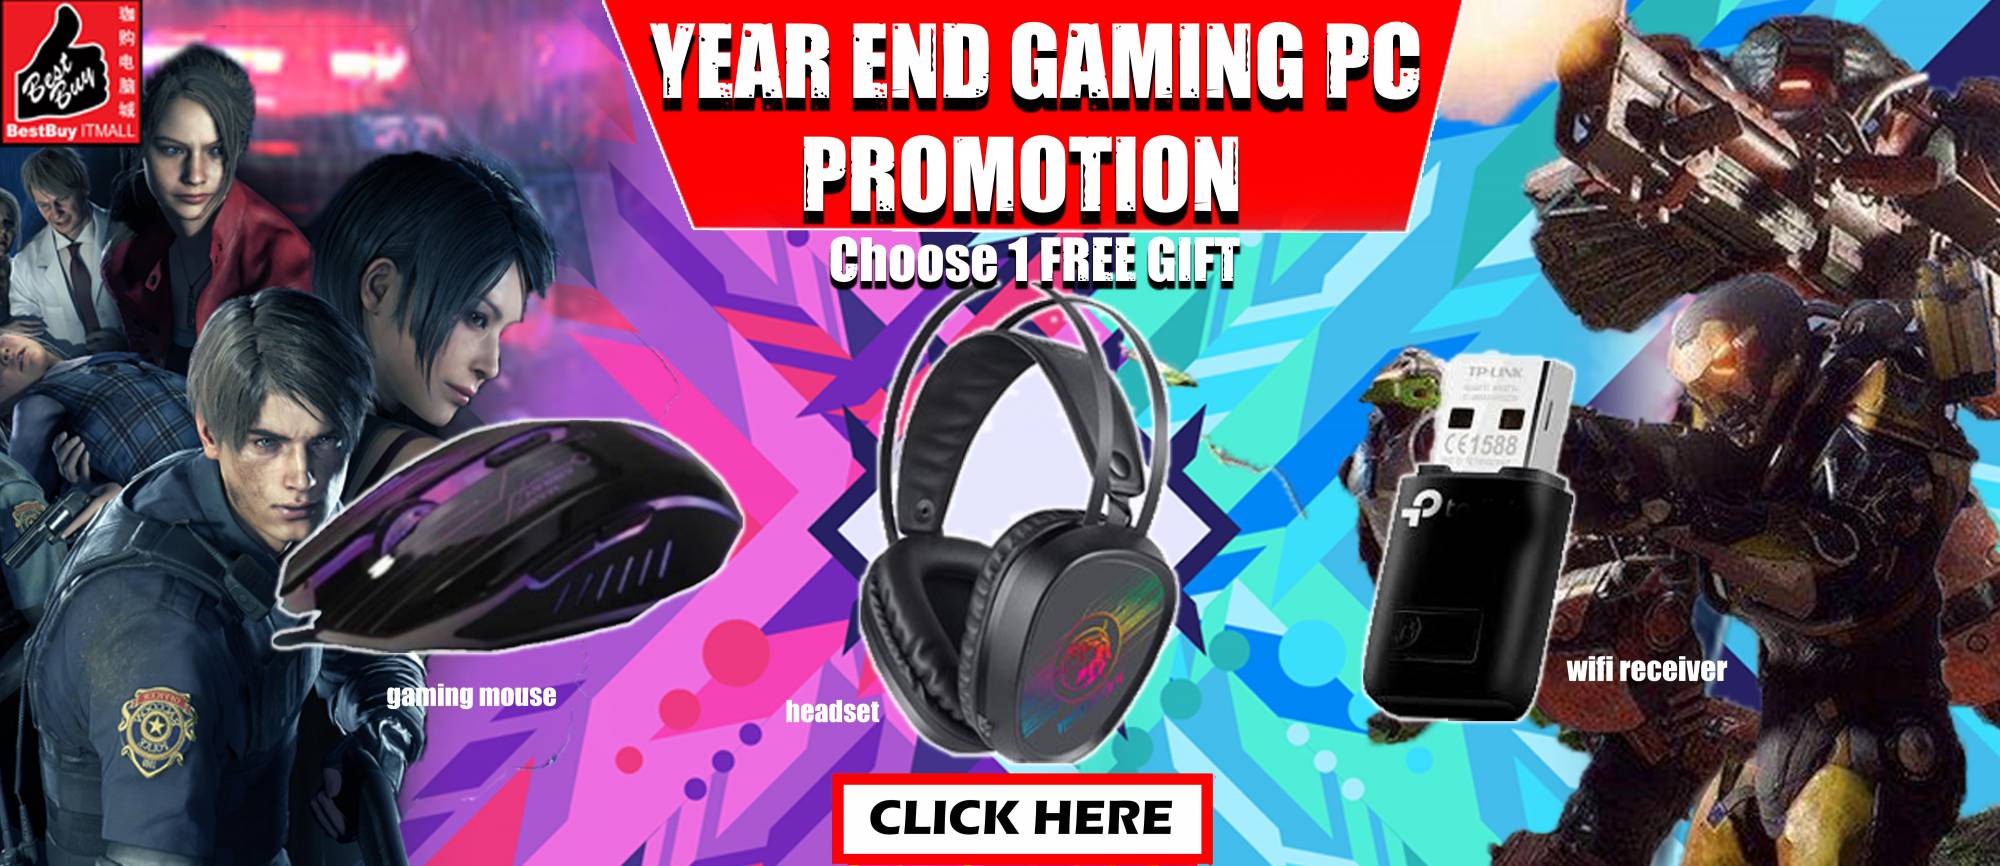 Best
Buy
咖购电脑城
BestBuy ITMALL
YEAR END GAMING PC
PROMOTION
Choose 1 FREE GIFT
TP-LINK
CE1588
gaming mouse
headset
wifi receiver
CLICK HERE